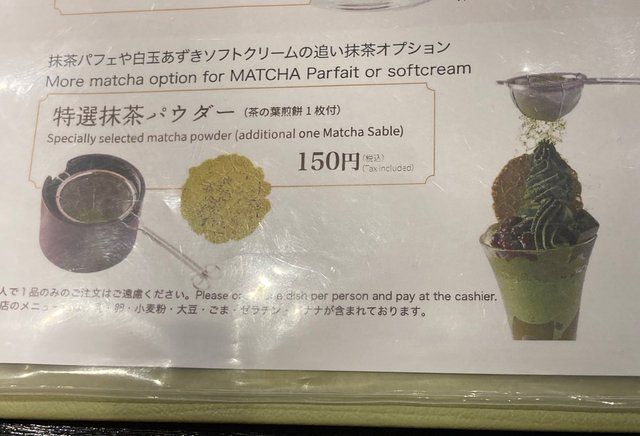 抹茶パフェや白玉あずきソフトクリームの追い抹茶オプション
More matcha option for MATCHA Parfait or softcream
特選抹茶パウダー（茶の葉煎餅1枚付）
Specially selected matcha powder (additional one Matcha Sable)
150円(税込)
(Tax included)
人で1品のみのご注文はご遠慮ください。Please or dish per person and pay at the cashier.
店のメニュー ・卵・小麦粉・大豆・ごま・ゼラチン・ ナナが含まれております。